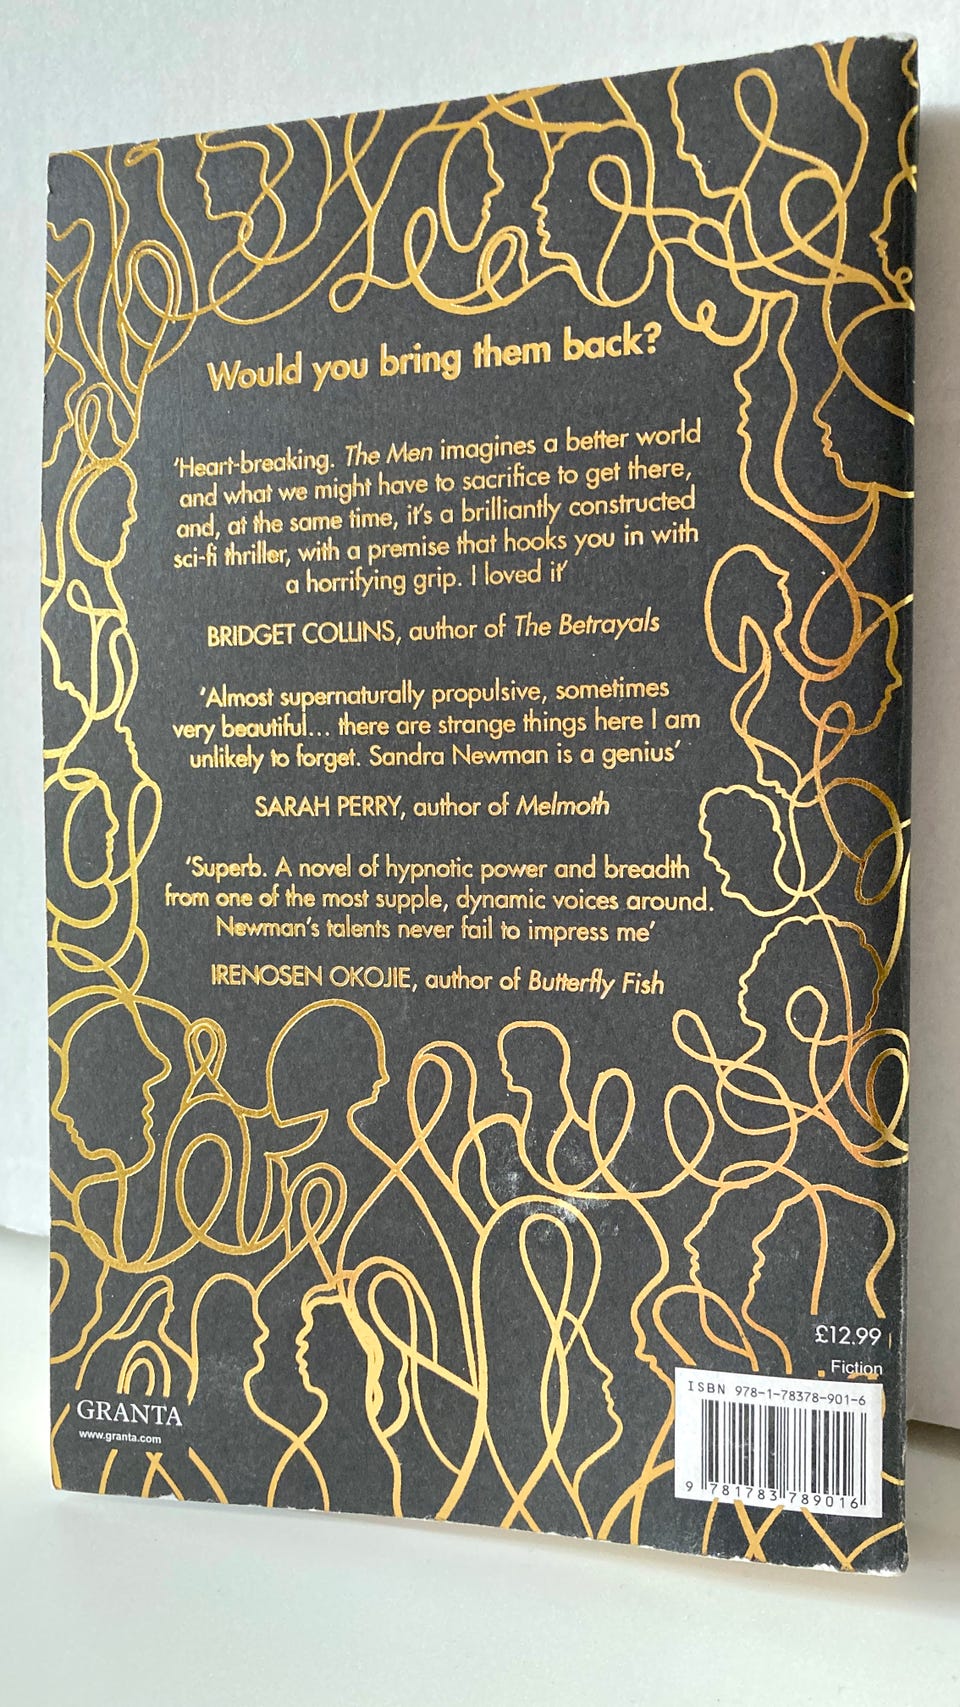 Would you bring them back?
'Heart-breaking. The Men imagines a better world
and what we might have to sacrifice to get there,
and, at the same time, it's a brilliantly constructed
sci-fi thriller, with a premise that hooks you in with
a horrifying grip. I loved it'
BRIDGET COLLINS, author of The Betrayals
'Almost supernaturally propulsive, sometimes
very beautiful... there are strange things here I am
unlikely to forget. Sandra Newman is a genius'
SARAH PERRY, author of Melmoth
'Superb. A novel of hypnotic power and breadth
from one of the most supple, dynamic voices around.
Newman's talents never fail to impress me'
IRENOSEN OKOJIE, author of Butterfly Fish
£12.99
Fiction
GRANTA
www.granta.com
ISBN 978-1-78378-901-6
9 781783 789016